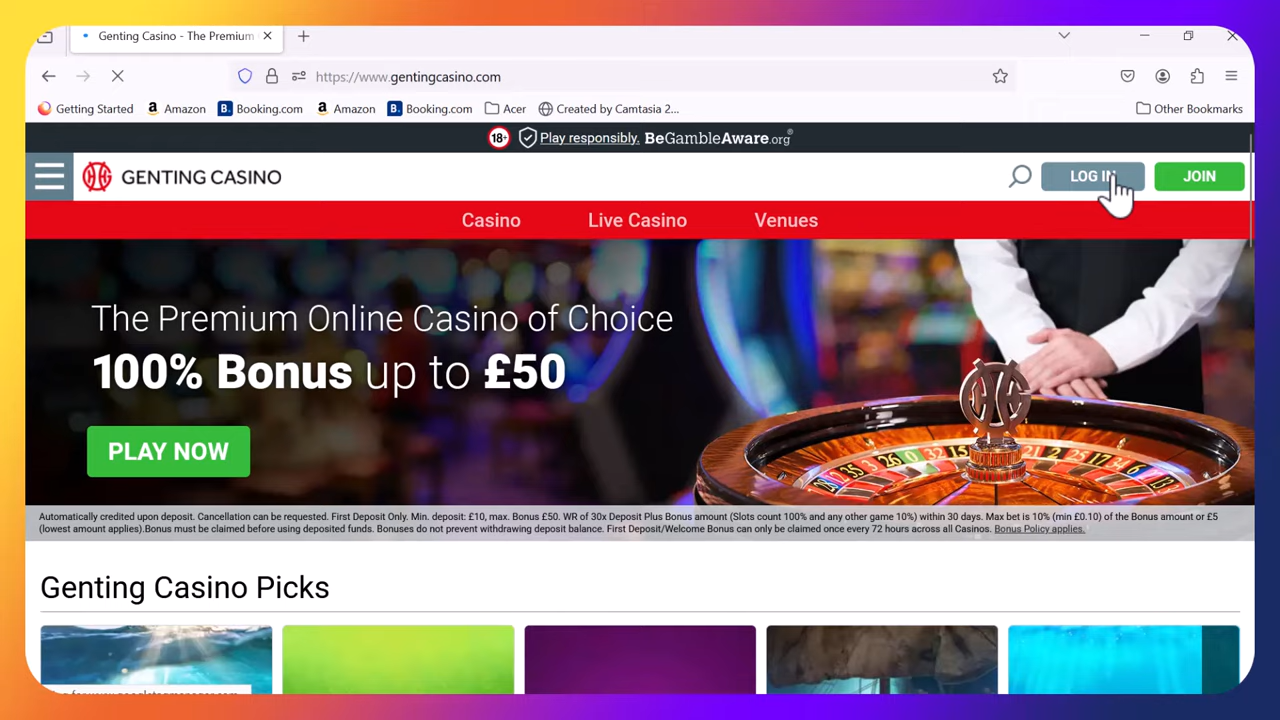 Genting Casino - The Premium
https://www.gentingcasino.com
Getting Started Amazon Booking.com Amazon Booking.com Acer Created by Camtasia 2... Other Bookmarks
18+ Play responsibly. BeGambleAware.org
GENTING CASINO LOG IN JOIN
Casino Live Casino Venues
The Premium Online Casino of Choice
100% Bonus up to £50
PLAY NOW
Automatically credited upon deposit. Cancellation can be requested. First Deposit Only. Min. deposit: £10, max. Bonus £50. WR of 30x Deposit Plus Bonus amount (Slots count 100% and any other game 10%) within 30 days. Max bet is 10% (min £0.10) of the Bonus amount or £5
(lowest amount applies).Bonus must be claimed before using deposited funds. Bonuses do not prevent withdrawing deposit balance. First Deposit/Welcome Bonus can only be claimed once every 72 hours across all Casinos. Bonus Policy applies.
Genting Casino Picks